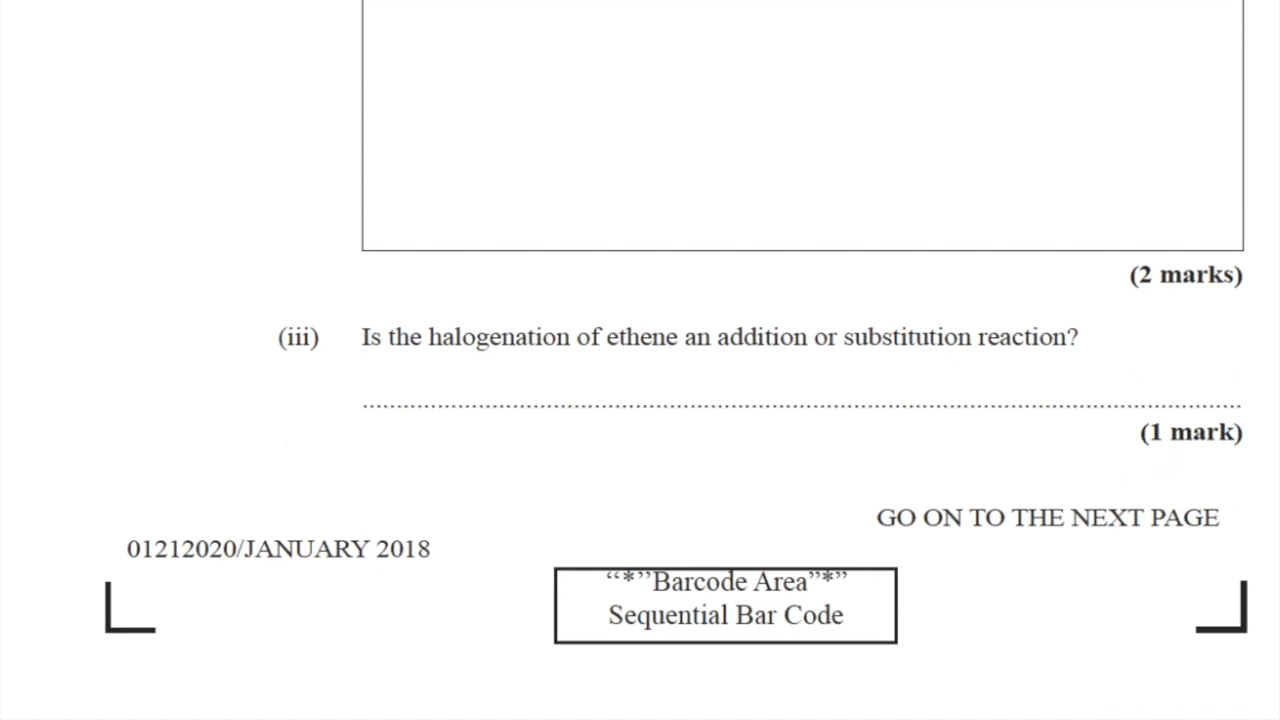 (2 marks)
(iii) Is the halogenation of ethene an addition or substitution reaction?
................................................................................................................................
(1 mark)
GO ON TO THE NEXT PAGE
01212020/JANUARY 2018
“*”Barcode Area”*”
Sequential Bar Code